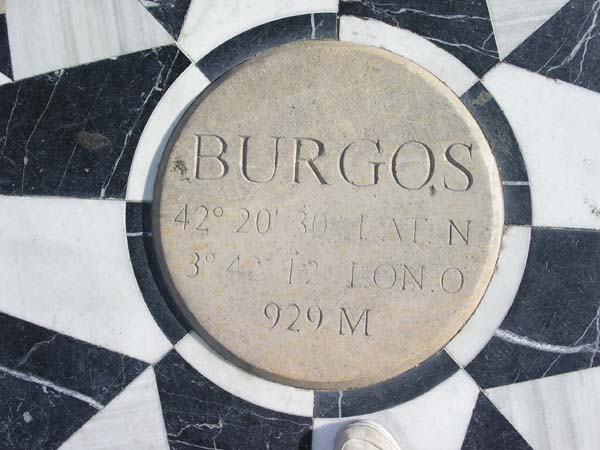 BURGOS
42° 20' 30 LAT. N
3° 42' 12 LON. O
929 M